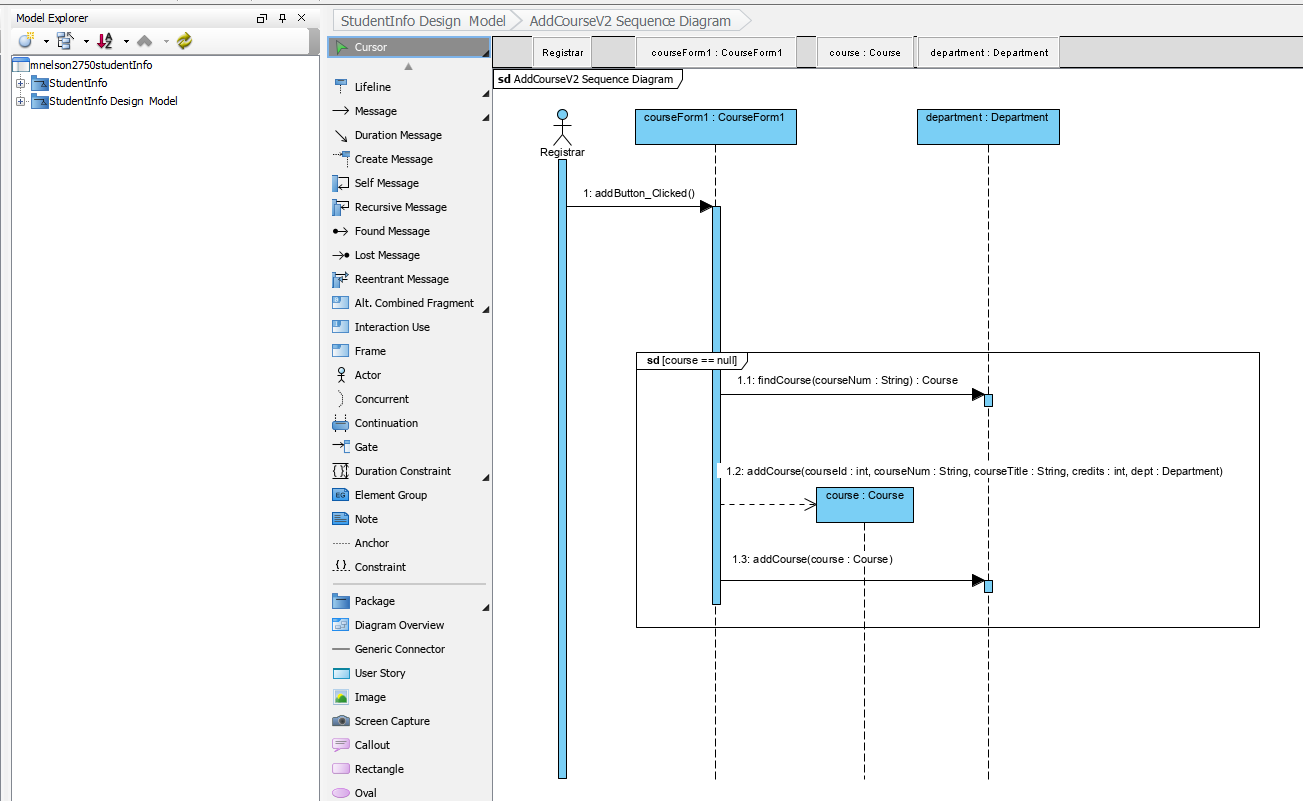 Model Explorer
mnelson2750studentInfo
StudentInfo
StudentInfo Design Model
StudentInfo Design Model
AddCourseV2 Sequence Diagram
Cursor
Lifeline
Message
Duration Message
Create Message
Self Message
Recursive Message
Found Message
Lost Message
Reentrant Message
Alt. Combined Fragment
Interaction Use
Frame
Actor
Concurrent
Continuation
Gate
Duration Constraint
Element Group
Note
Anchor
Constraint
Package
Diagram Overview
Generic Connector
User Story
Image
Screen Capture
Callout
Rectangle
Oval
Registrar
courseForm1 : CourseForm1
course : Course
department : Department
sd AddCourseV2 Sequence Diagram
courseForm1 : CourseForm1
department : Department
Registrar
1: addButton_Clicked()
sd [course == null]
1.1: findCourse(courseNum : String) : Course
1.2: addCourse(courseId : int, courseNum : String, courseTitle : String, credits : int, dept : Department)
course : Course
1.3: addCourse(course : Course)